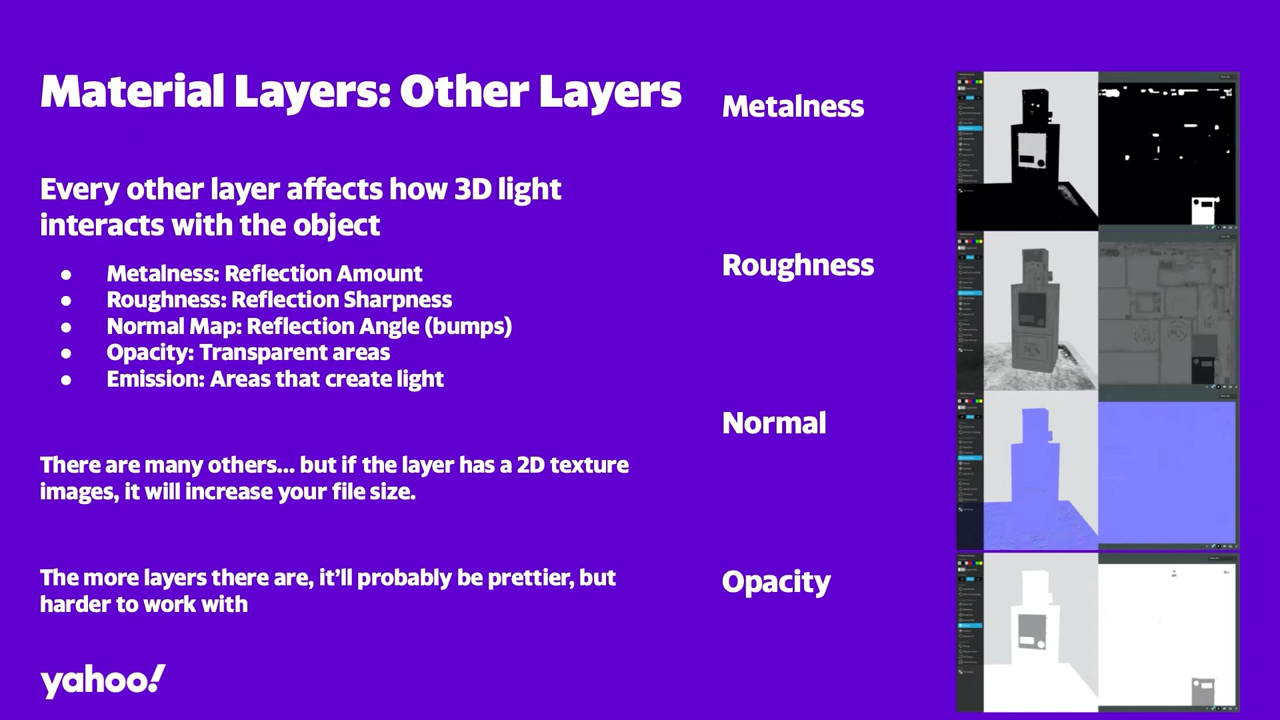 Material Layers: Other Layers
Every other layer affects how 3D light
interacts with the object
● Metalness: Reflection Amount
● Roughness: Reflection Sharpness
● Normal Map: Reflection Angle (bumps)
● Opacity: Transparent areas
● Emission: Areas that create light
There are many others... but if the layer has a 2D texture
images, it will increase your file size.
The more layers there are, it’ll probably be prettier, but
harder to work with
yahoo!
Metalness
Roughness
Normal
Opacity